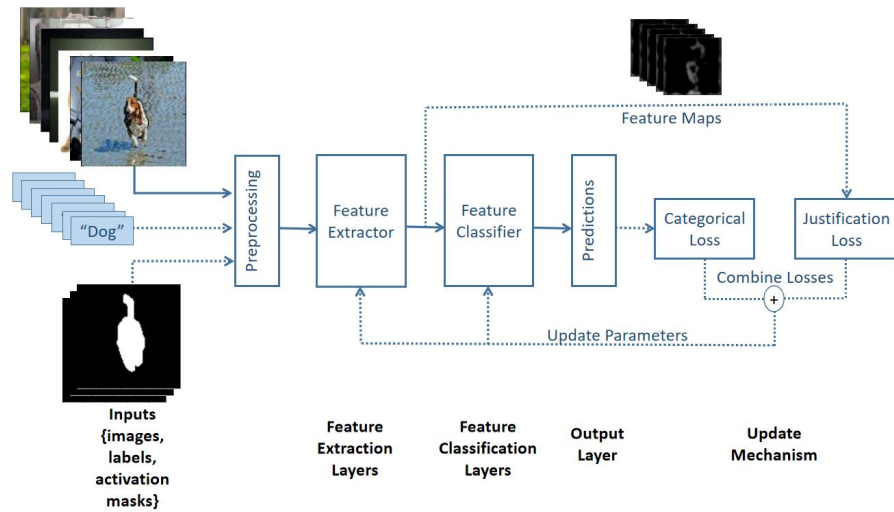 Feature Maps
"Dog"
Preprocessing
Feature
Extractor
Feature
Classifier
Predictions
Categorical
Loss
Justification
Loss
Combine Losses
+
Update Parameters
Inputs
{images,
labels,
activation
masks}
Feature
Extraction
Layers
Feature
Classification
Layers
Output
Layer
Update
Mechanism